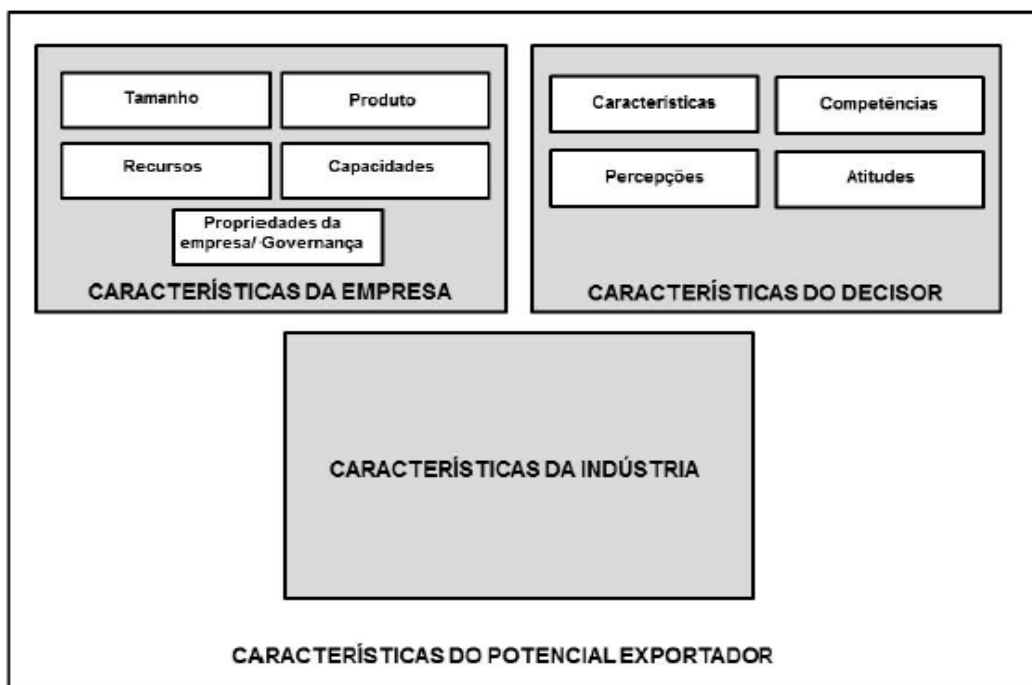 Tamanho
Produto
Recursos
Capacidades
Propriedades da
empresa/ Governança
CARACTERÍSTICAS DA EMPRESA
Características
Competências
Percepções
Atitudes
CARACTERÍSTICAS DO DECISOR
CARACTERÍSTICAS DA INDÚSTRIA
CARACTERÍSTICAS DO POTENCIAL EXPORTADOR